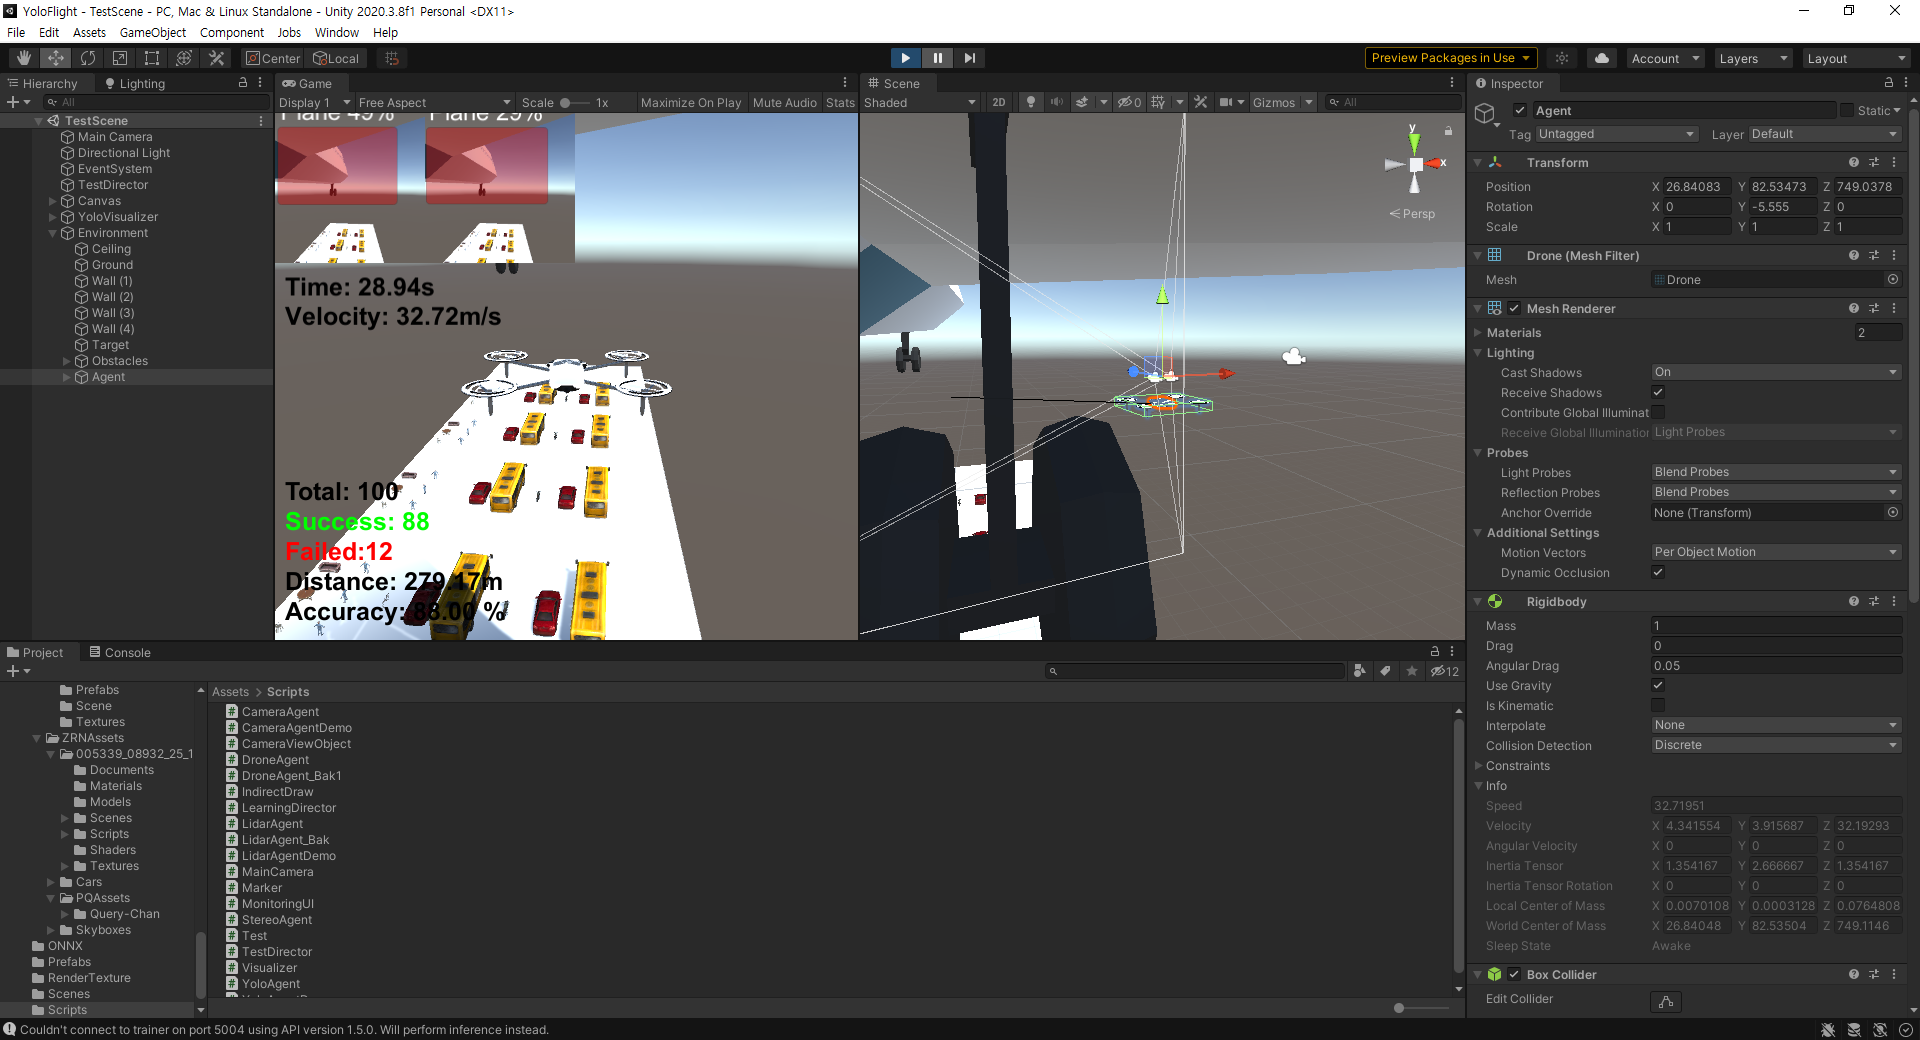 YoloFlight - TestScene - PC, Mac & Linux Standalone - Unity 2020.3.8f1 Personal <DX11>
File Edit Assets GameObject Component Jobs Window Help
Center Local
Preview Packages in Use
Account Layers Layout
Hierarchy Lighting
All
TestScene
Main Camera
Directional Light
EventSystem
TestDirector
Canvas
YoloVisualizer
Environment
Ceiling
Ground
Wall (1)
Wall (2)
Wall (3)
Wall (4)
Target
Obstacles
Agent
Game
Display 1 Free Aspect Scale 1x Maximize On Play Mute Audio Stats
Plane 49% Plane 29%
Time: 28.94s
Velocity: 32.72m/s
Total: 100
Success: 88
Failed:12
Distance: 279.17m
Accuracy: 88.00 %
Scene
Shaded 2D 0 Gizmos All
y
x
Persp
Inspector
Agent Static
Tag Untagged Layer Default
Transform
Position X 26.84083 Y 82.53473 Z 749.0378
Rotation X 0 Y -5.555 Z 0
Scale X 1 Y 1 Z 1
Drone (Mesh Filter)
Mesh Drone
Mesh Renderer
Materials 2
Lighting
Cast Shadows On
Receive Shadows
Contribute Global Illuminat
Receive Global Illumination Light Probes
Probes
Light Probes Blend Probes
Reflection Probes Blend Probes
Anchor Override None (Transform)
Additional Settings
Motion Vectors Per Object Motion
Dynamic Occlusion
Rigidbody
Mass 1
Drag 0
Angular Drag 0.05
Use Gravity
Is Kinematic
Interpolate None
Collision Detection Discrete
Constraints
Info
Speed 32.71951
Velocity X 4.341554 Y 3.915687 Z 32.19293
Angular Velocity X 0 Y 0 Z 0
Inertia Tensor X 1.354167 Y 2.666667 Z 1.354167
Inertia Tensor Rotation X 0 Y 0 Z 0
Local Center of Mass X 0.0070108 Y 0.0003128 Z 0.0764808
World Center of Mass X 26.84048 Y 82.53504 Z 749.1146
Sleep State Awake
Box Collider
Edit Collider
Project Console
12
Prefabs
Scene
Textures
ZRNAssets
005339_08932_25_1
Documents
Materials
Models
Scenes
Scripts
Shaders
Textures
Cars
PQAssets
Query-Chan
Skyboxes
ONNX
Prefabs
RenderTexture
Scenes
Scripts
Assets > Scripts
CameraAgent
CameraAgentDemo
CameraViewObject
DroneAgent
DroneAgent_Bak1
IndirectDraw
LearningDirector
LidarAgent
LidarAgent_Bak
LidarAgentDemo
MainCamera
Marker
MonitoringUI
StereoAgent
Test
TestDirector
Visualizer
YoloAgent
Couldn't connect to trainer on port 5004 using API version 1.5.0. Will perform inference instead.